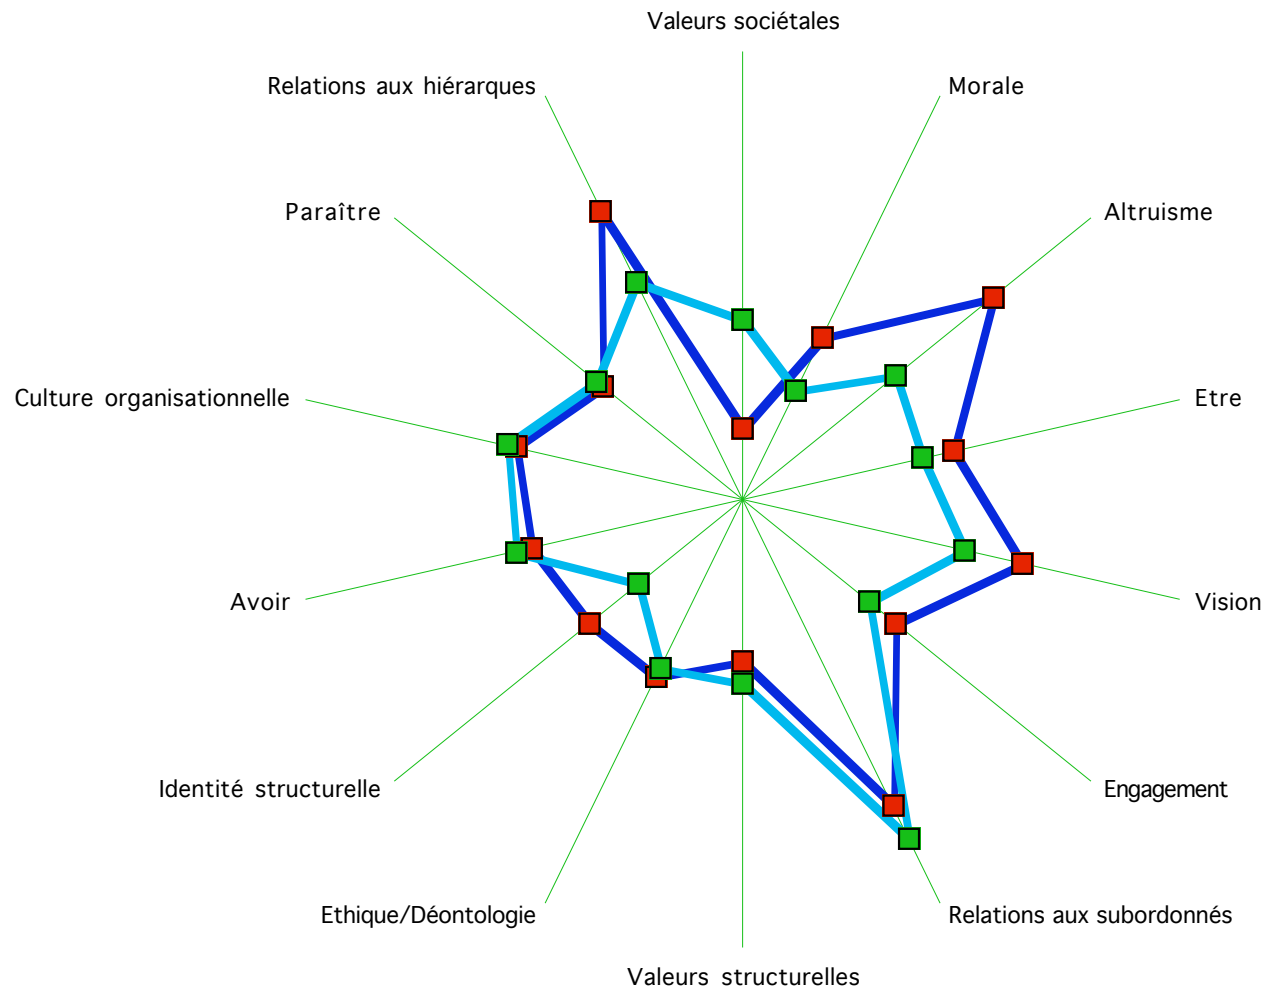 Valeurs sociétales
Relations aux hiérarques
Morale
Paraître
Altruisme
Culture organisationnelle
Etre
Avoir
Vision
Identité structurelle
Engagement
Ethique/Déontologie
Relations aux subordonnés
Valeurs structurelles